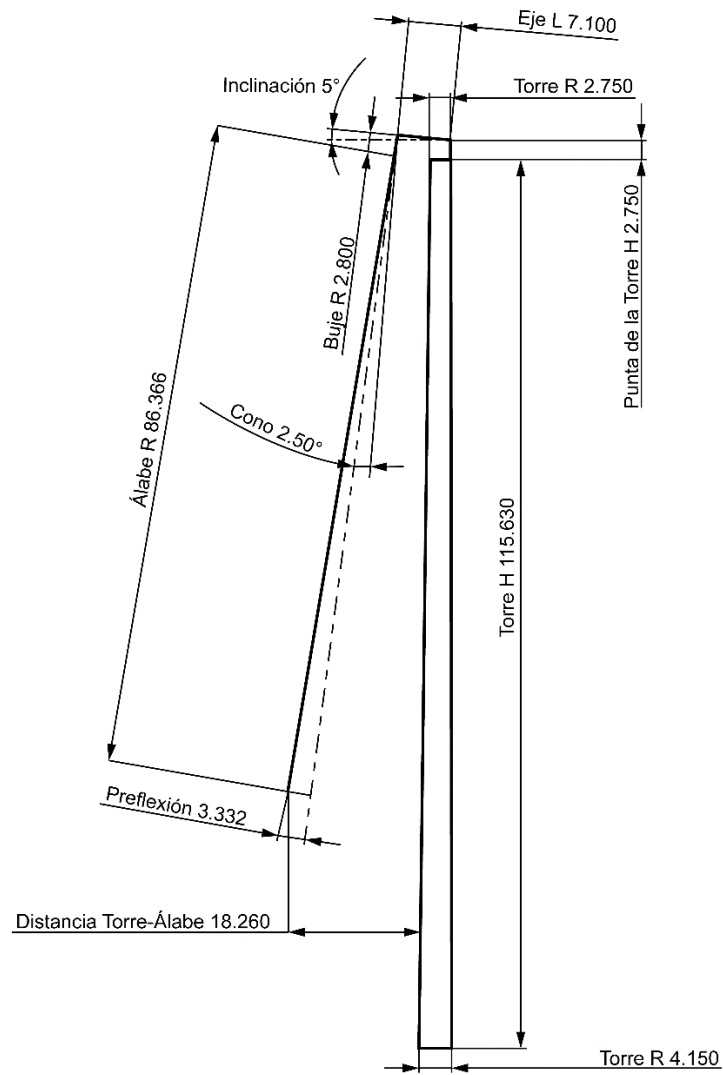 Eje L 7.100
Inclinación 5°
Torre R 2.750
Punta de la Torre H 2.750
Buje R 2.800
Álabe R 86.366
Cono 2.50°
Torre H 115.630
Preflexión 3.332
Distancia Torre-Álabe 18.260
Torre R 4.150